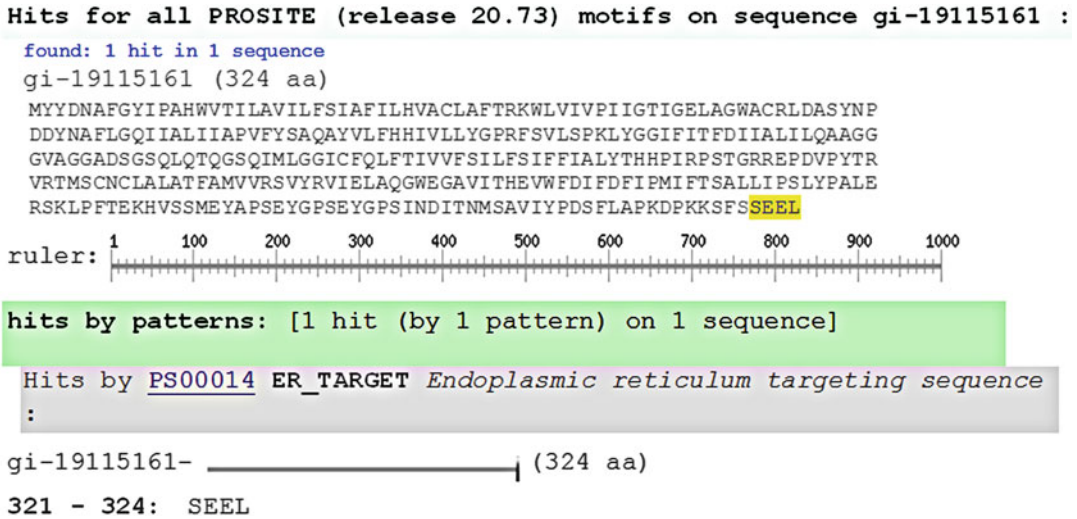 Hits for all PROSITE (release 20.73) motifs on sequence gi-19115161 :
found: 1 hit in 1 sequence
gi-19115161 (324 aa)
MYYDNAFGYIPAHWVTILAVILFSIAFILHVACLAFTRKWLVIVPIIGTIGELAGWACRLDASYNP
DDYNAFLGQIIALIIAPVFYSAQAYVLFHHIVLLYGPRFSVLSPKLYGGIFITFDIIALILQAAGG
GVAGGADSGSQLQTQGSQIMLGGICFQLFTIVVFSILFSIFFIALYTHHPIRPSTGRREPDVPYTR
VRTMSCNCLALATFAMVVRSVYRVIELAQGWEGAVITHEVWFDIFDFIPMIFTSALLIPSLYPALE
RSKLPFTEKHVSSMEYAPSEYGPSEYGPSINDITNMSAVIYPDSFLAPKDPKKSFSSEEL
ruler: 1 100 200 300 400 500 600 700 800 900 1000
hits by patterns: [1 hit (by 1 pattern) on 1 sequence]
Hits by PS00014 ER_TARGET Endoplasmic reticulum targeting sequence
:
gi-19115161- (324 aa)
321 - 324: SEEL